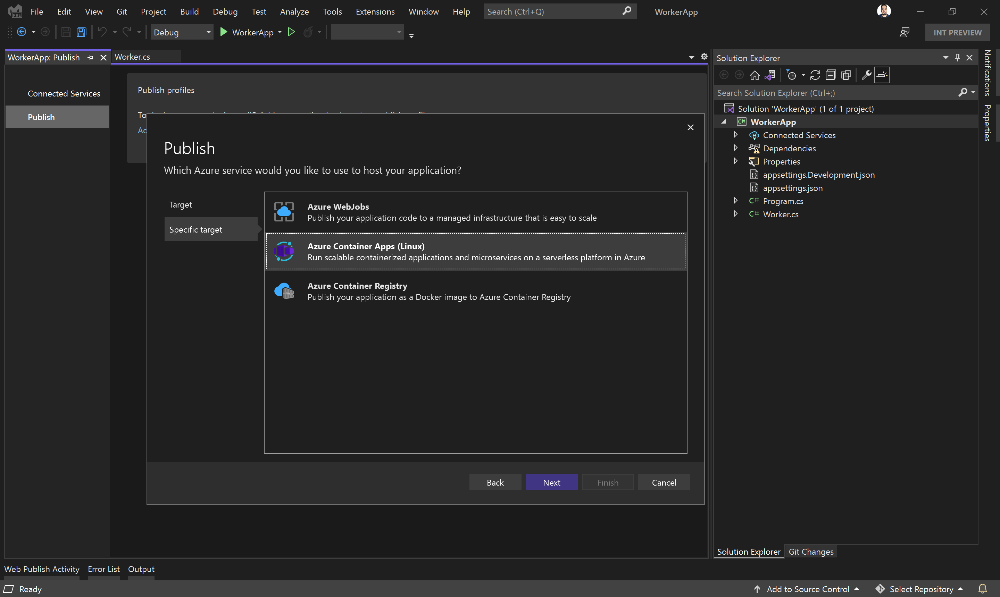 PRE
File Edit View Git Project Build Debug Test Analyze Tools Extensions Window Help Search (Ctrl+Q) WorkerApp
Debug WorkerApp INT PREVIEW
WorkerApp: Publish Worker.cs
Connected Services
Publish
Publish profiles
Publish
Which Azure service would you like to use to host your application?
Target
Specific target
Azure WebJobs
Publish your application code to a managed infrastructure that is easy to scale
Azure Container Apps (Linux)
Run scalable containerized applications and microservices on a serverless platform in Azure
Azure Container Registry
Publish your application as a Docker image to Azure Container Registry
Back Next Finish Cancel
Solution Explorer
Search Solution Explorer (Ctrl+;)
Solution 'WorkerApp' (1 of 1 project)
C# WorkerApp
Connected Services
Dependencies
Properties
appsettings.Development.json
appsettings.json
C# Program.cs
C# Worker.cs
Solution Explorer Git Changes
Notifications
Properties
Web Publish Activity Error List Output
Ready Add to Source Control Select Repository